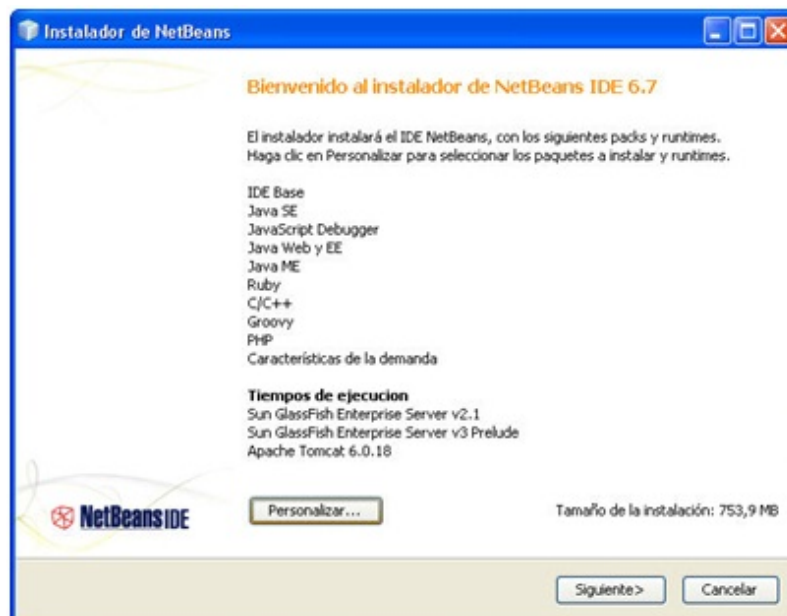 Instalador de NetBeans
Bienvenido al instalador de NetBeans IDE 6.7
El instalador instalará el IDE NetBeans, con los siguientes packs y runtimes.
Haga clic en Personalizar para seleccionar los paquetes a instalar y runtimes.
IDE Base
Java SE
JavaScript Debugger
Java Web y EE
Java ME
Ruby
C/C++
Groovy
PHP
Características de la demanda
Tiempos de ejecucion
Sun GlassFish Enterprise Server v2.1
Sun GlassFish Enterprise Server v3 Prelude
Apache Tomcat 6.0.18
NetBeans IDE
Personalizar...
Tamaño de la instalación: 753,9 MB
Siguiente>
Cancelar